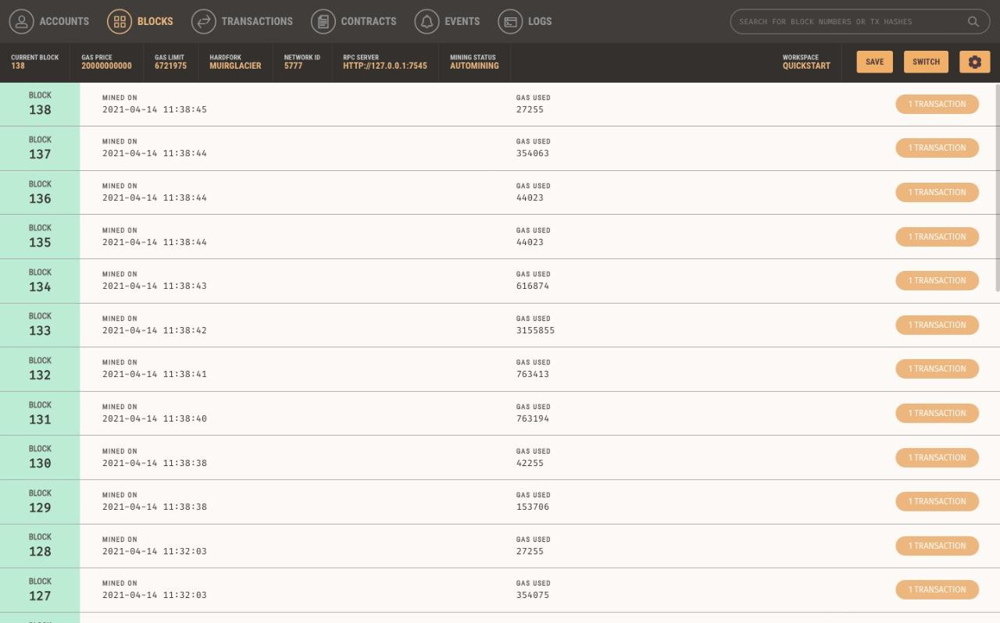 ACCOUNTS BLOCKS TRANSACTIONS CONTRACTS EVENTS LOGS SEARCH FOR BLOCK NUMBERS OR TX HASHES
CURRENT BLOCK GAS PRICE GAS LIMIT HARDFORK NETWORK ID RPC SERVER MINING STATUS WORKSPACE
138 20000000000 6721975 MUIRGLACIER 5777 HTTP://127.0.0.1:7545 AUTOMINING QUICKSTART SAVE SWITCH
BLOCK MINED ON GAS USED
138 2021-04-14 11:38:45 27255 1 TRANSACTION
BLOCK MINED ON GAS USED
137 2021-04-14 11:38:44 354063 1 TRANSACTION
BLOCK MINED ON GAS USED
136 2021-04-14 11:38:44 44023 1 TRANSACTION
BLOCK MINED ON GAS USED
135 2021-04-14 11:38:44 44023 1 TRANSACTION
BLOCK MINED ON GAS USED
134 2021-04-14 11:38:43 616874 1 TRANSACTION
BLOCK MINED ON GAS USED
133 2021-04-14 11:38:42 3155855 1 TRANSACTION
BLOCK MINED ON GAS USED
132 2021-04-14 11:38:41 763413 1 TRANSACTION
BLOCK MINED ON GAS USED
131 2021-04-14 11:38:40 763194 1 TRANSACTION
BLOCK MINED ON GAS USED
130 2021-04-14 11:38:38 42255 1 TRANSACTION
BLOCK MINED ON GAS USED
129 2021-04-14 11:38:38 153706 1 TRANSACTION
BLOCK MINED ON GAS USED
128 2021-04-14 11:32:03 27255 1 TRANSACTION
BLOCK MINED ON GAS USED
127 2021-04-14 11:32:03 354075 1 TRANSACTION